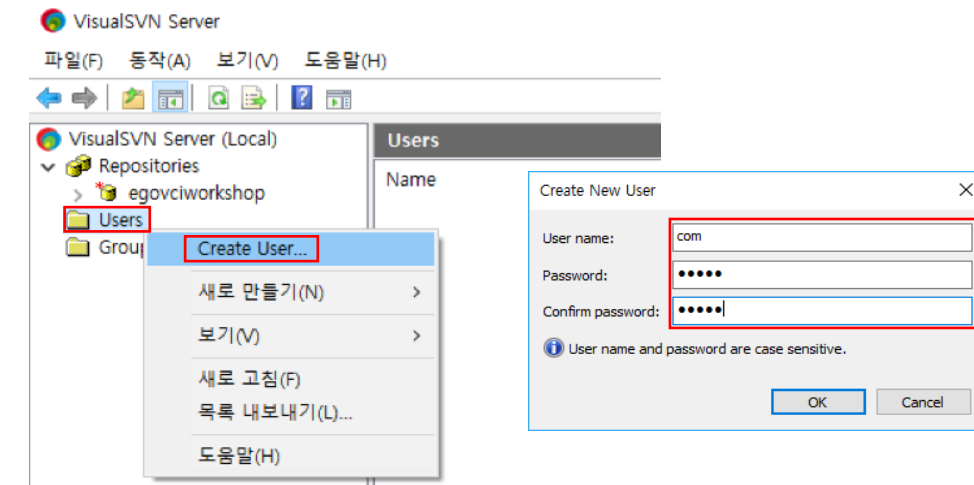 VisualSVN Server
파일(F) 동작(A) 보기(V) 도움말(H)
VisualSVN Server (Local)
Repositories
egovciworkshop
Users
Users
Name
Create User...
새로 만들기(N)
보기(V)
새로 고침(F)
목록 내보내기(L)...
도움말(H)
Create New User
User name: com
Password: •••••
Confirm password: •••••
User name and password are case sensitive.
OK Cancel